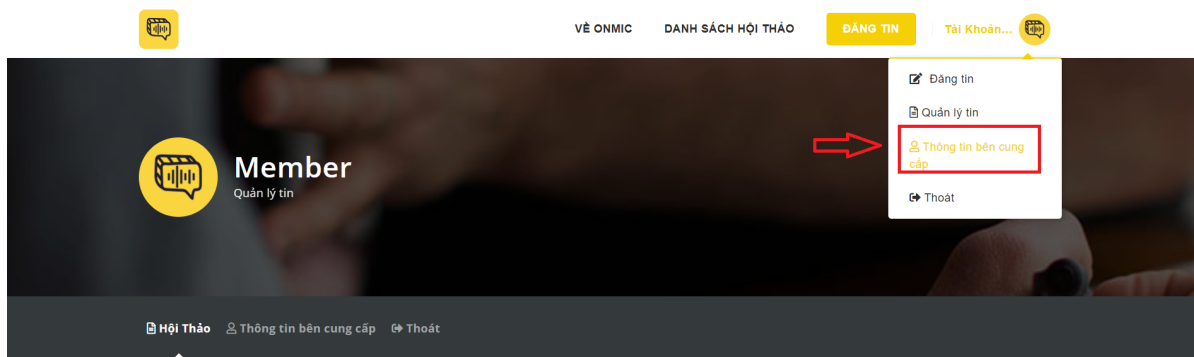 VỀ ONMIC
DANH SÁCH HỘI THẢO
ĐĂNG TIN
Tài Khoản...
Đăng tin
Quản lý tin
Thông tin bên cung
cấp
Thoát
Member
Quản lý tin
Hội Thảo
Thông tin bên cung cấp
Thoát